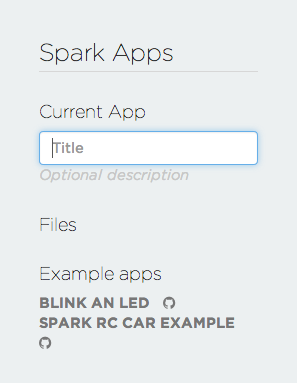 Spark Apps
Current App
Title
Optional description
Files
Example apps
BLINK AN LED
SPARK RC CAR EXAMPLE